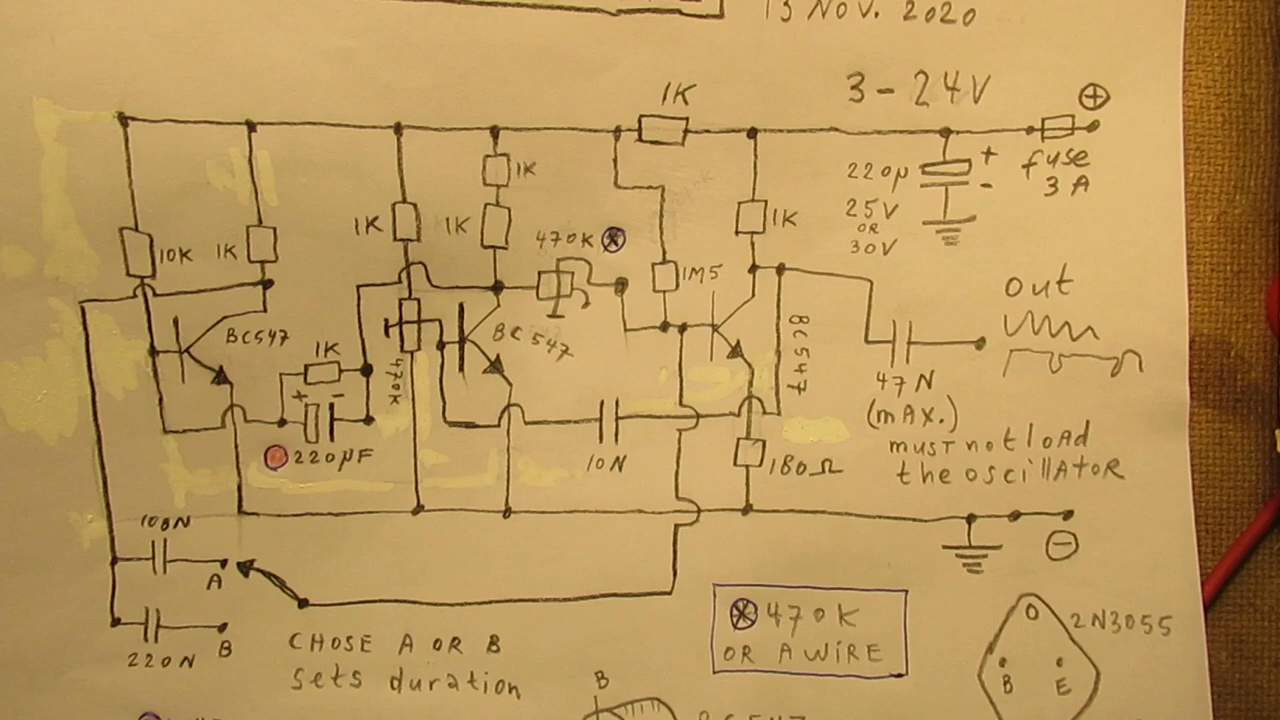 13 NOV. 2020
1K
3 - 24V
+
220µ
+
-
25V
OR
30V
fuse
3 A
10K
1K
1K
1K
1K
470K
1M5
1K
BC547
BC547
BC547
1K
+ -
220µF
470K
10N
180Ω
out
47N
(MAX.)
MUST not LOAD
the oscillAtoR
100N
A
220N
B
CHOSE A OR B
sets duration
470K
OR A WIRE
-
2N3055
B E
B